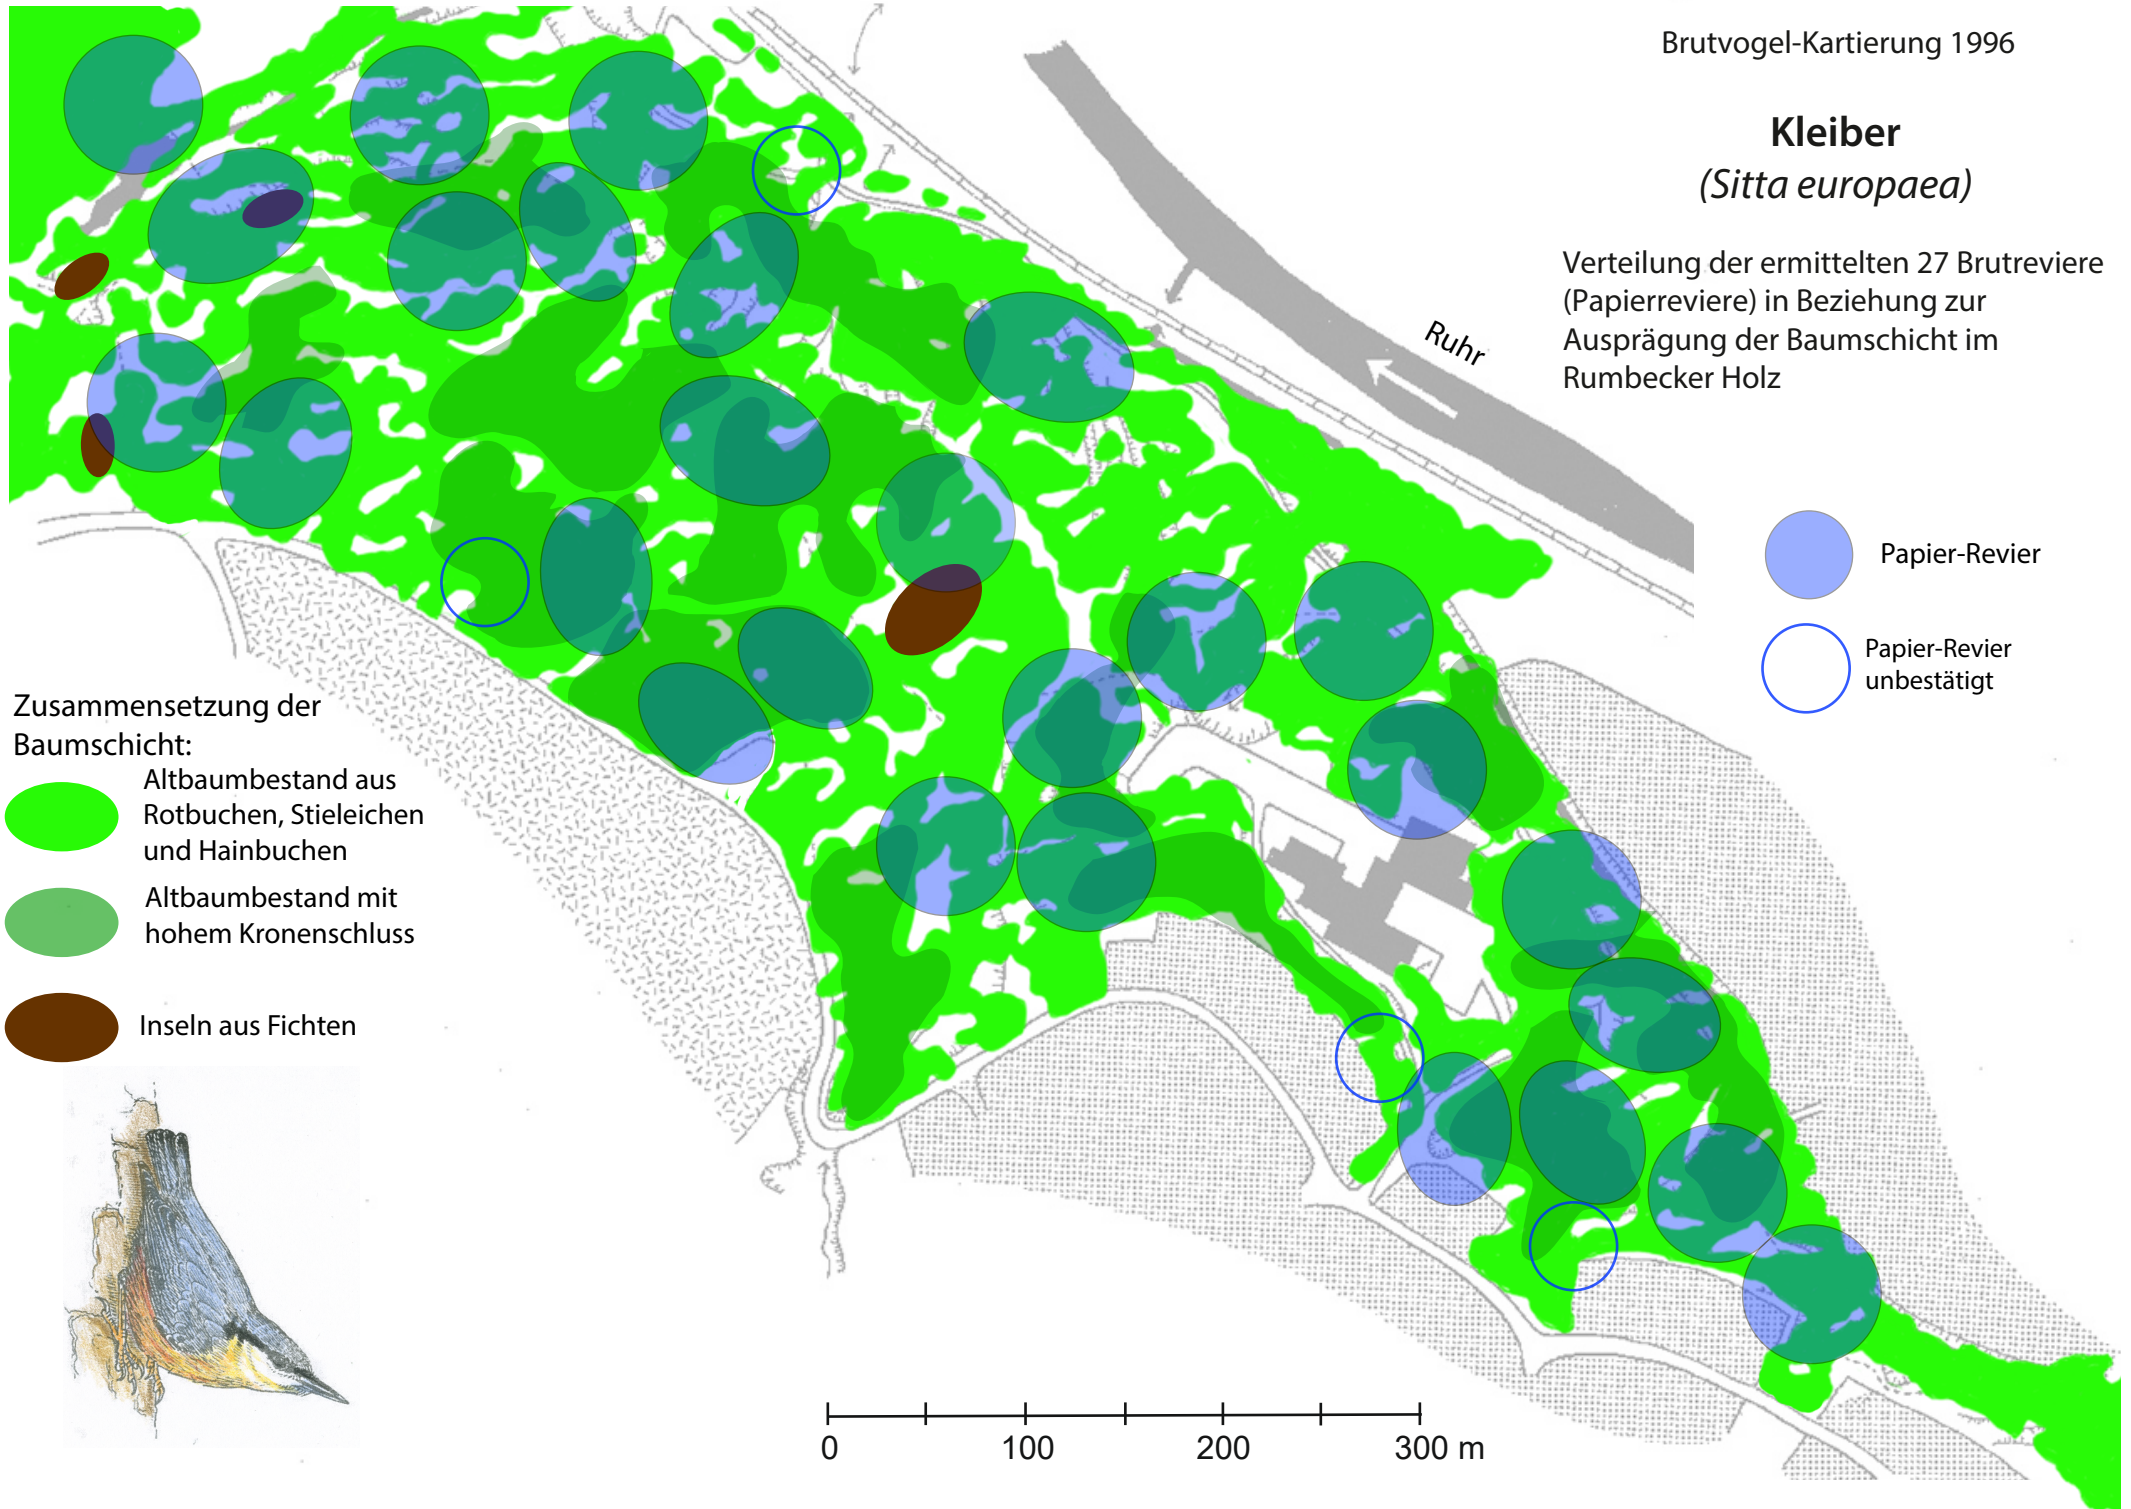 Brutvogel-Kartierung 1996
Kleiber
(Sitta europaea)
Verteilung der ermittelten 27 Brutreviere
(Papierreviere) in Beziehung zur
Ausprägung der Baumschicht im
Rumbecker Holz
Ruhr
Papier-Revier
Papier-Revier
unbestätigt
Zusammensetzung der
Baumschicht:
Altbaumbestand aus
Rotbuchen, Stieleichen
und Hainbuchen
Altbaumbestand mit
hohem Kronenschluss
Inseln aus Fichten
0 100 200 300 m